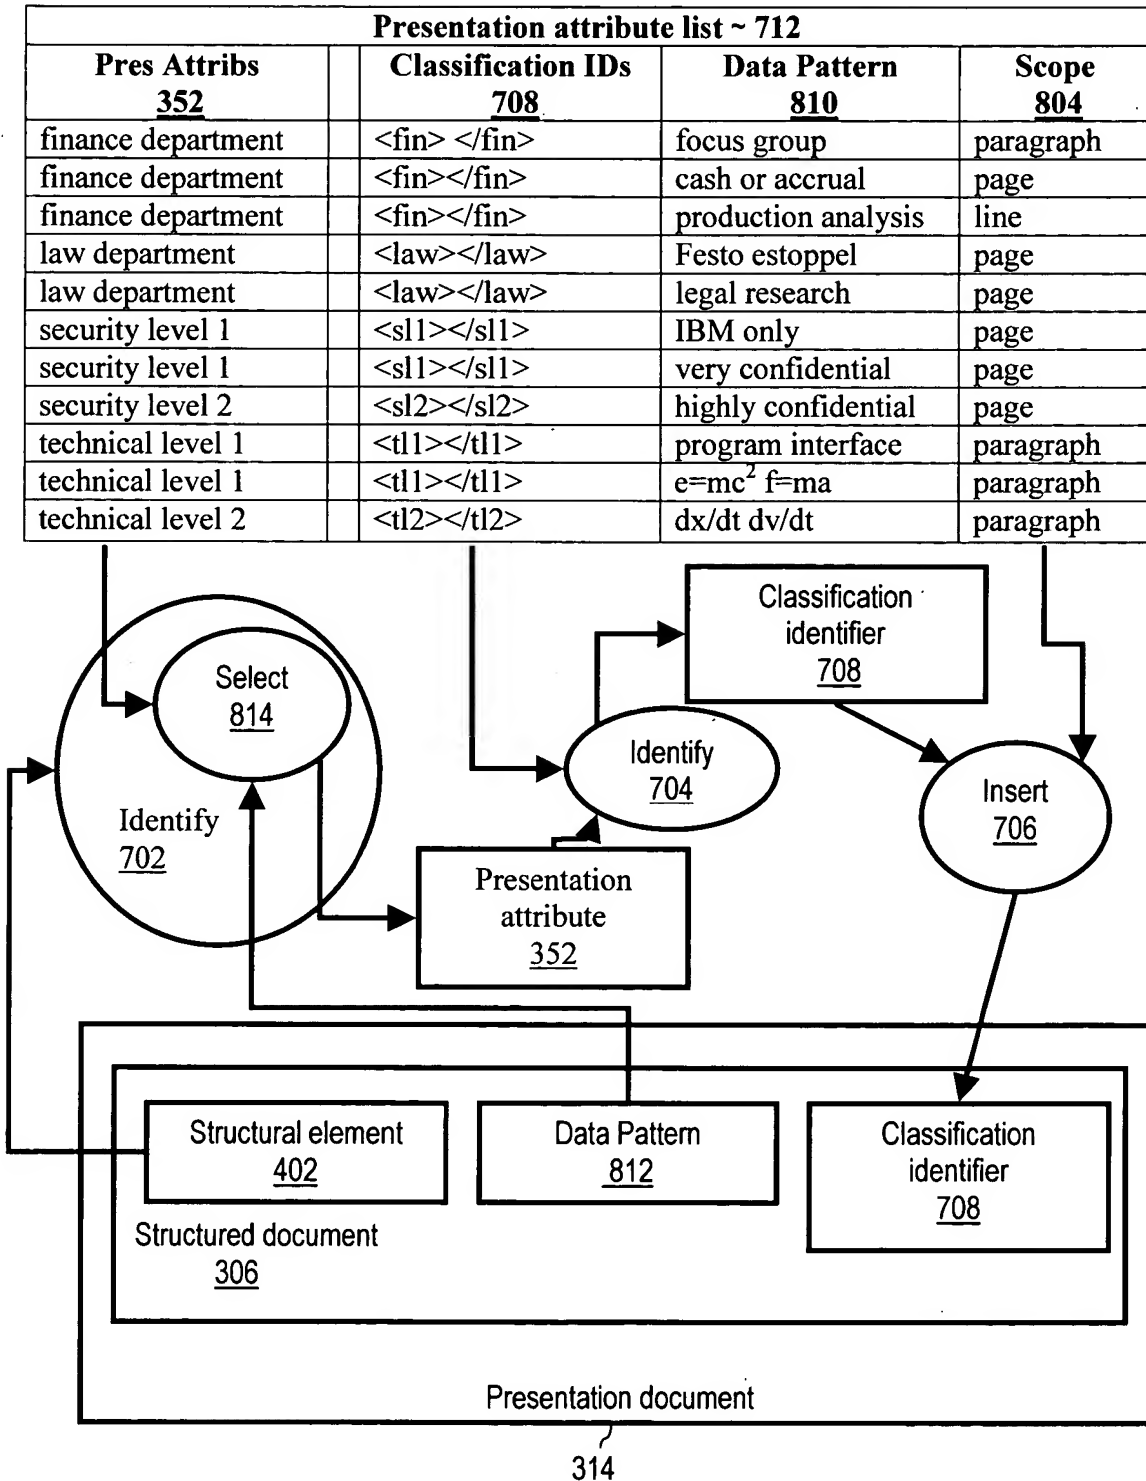 Presentation attribute list ~ 712
Pres Attribs Classification IDs Data Pattern Scope
352 708 810 804
finance department <fin> </fin> focus group paragraph
finance department <fin></fin> cash or accrual page
finance department <fin></fin> production analysis line
law department <law></law> Festo estoppel page
law department <law></law> legal research page
security level 1 <sl1></sl1> IBM only page
security level 1 <sl1></sl1> very confidential page
security level 2 <sl2></sl2> highly confidential page
technical level 1 <tl1></tl1> program interface paragraph
technical level 1 <tl1></tl1> e=mc² f=ma paragraph
technical level 2 <tl2></tl2> dx/dt dv/dt paragraph
Classification
identifier
708
Select
814
Identify
704
Insert
706
Identify
702
Presentation
attribute
352
Structural element
402
Data Pattern
812
Classification
identifier
708
Structured document
306
Presentation document
314